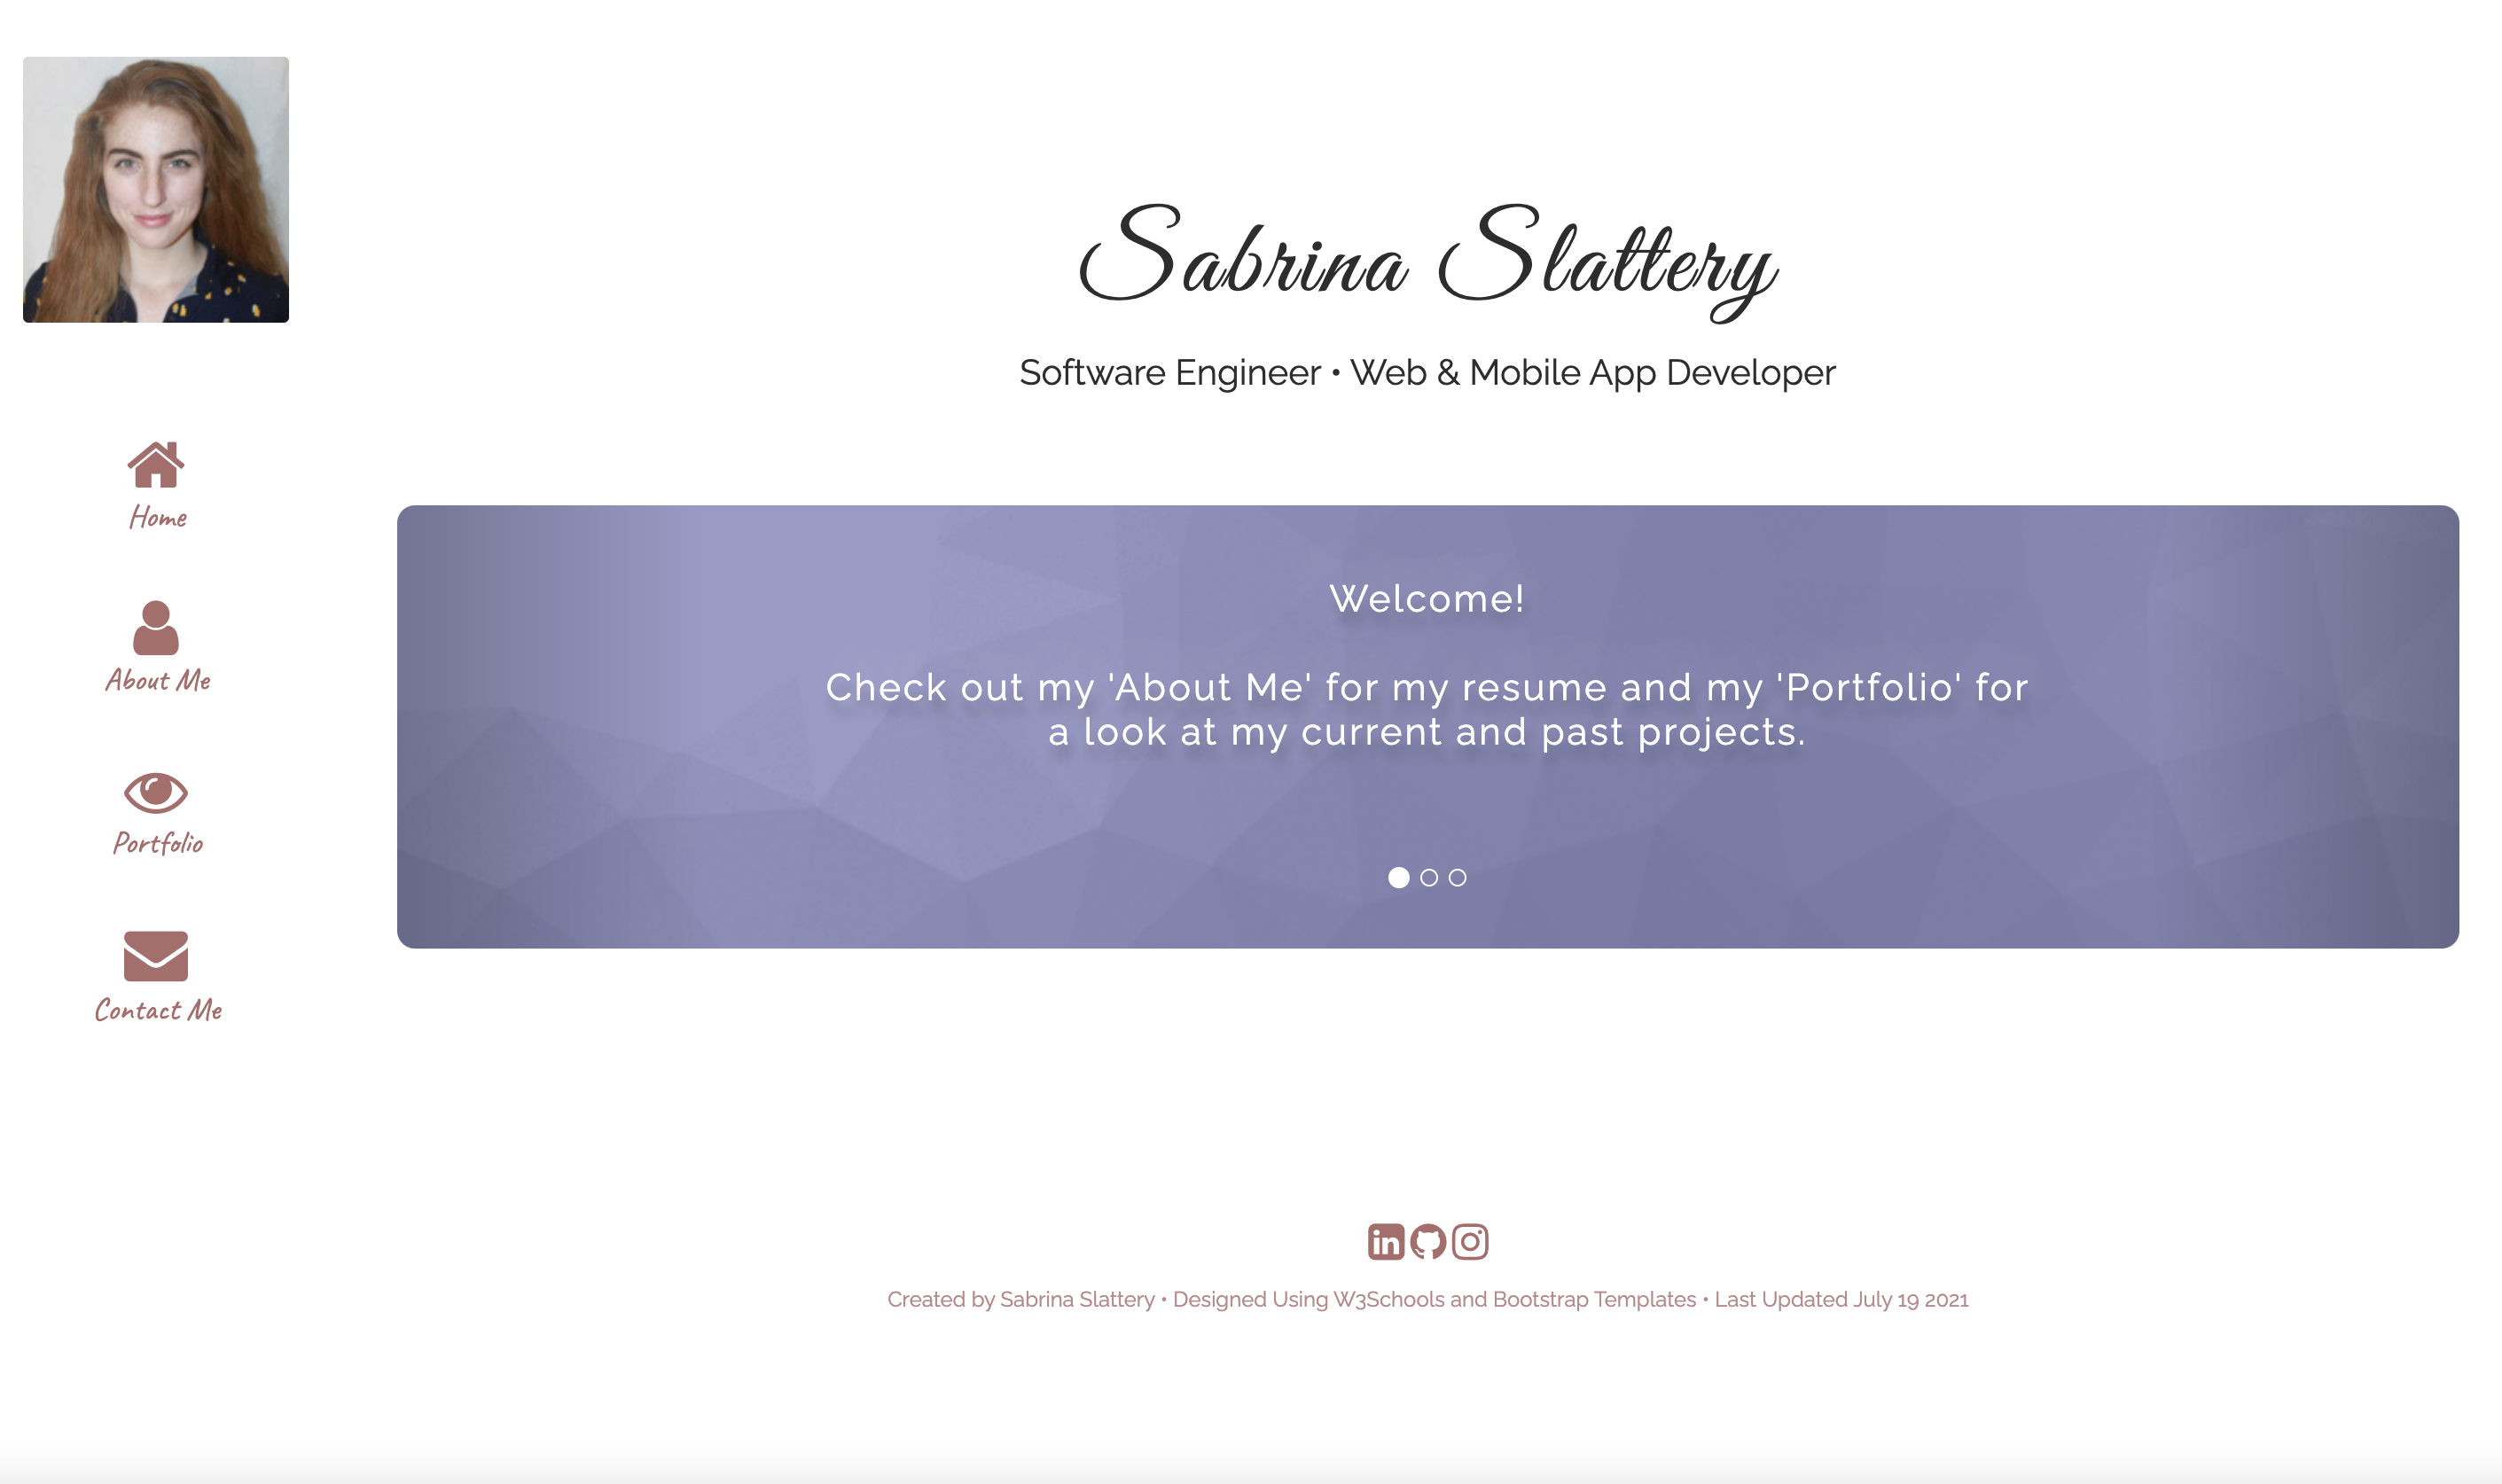 Sabrina Slattery
Software Engineer • Web & Mobile App Developer
Home
About Me
Portfolio
Contact Me
Welcome!
Check out my 'About Me' for my resume and my 'Portfolio' for
a look at my current and past projects.
in
Created by Sabrina Slattery • Designed Using W3Schools and Bootstrap Templates • Last Updated July 19 2021